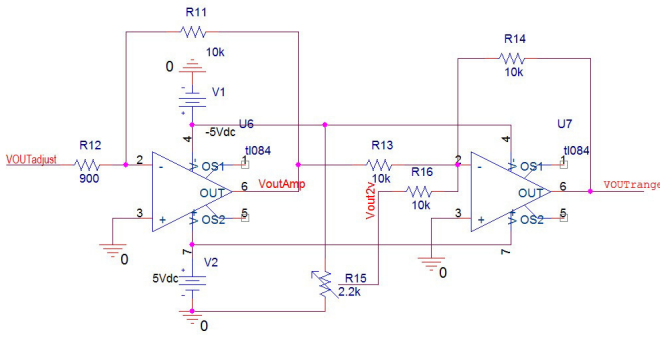 R11
10k
0
V1
-5Vdc
U6
tl084
4
V-
OS1
1
VOUTadjust
R12
900
2
-
OUT
6
VoutAmp
3
+
OS2
5
V+
7
0
V2
5Vdc
0
R15
2.2k
R13
10k
R16
10k
Vout2v
R14
10k
U7
tl084
4
V-
OS1
1
2
-
OUT
6
VOUTrange
3
+
OS2
5
V+
7
0